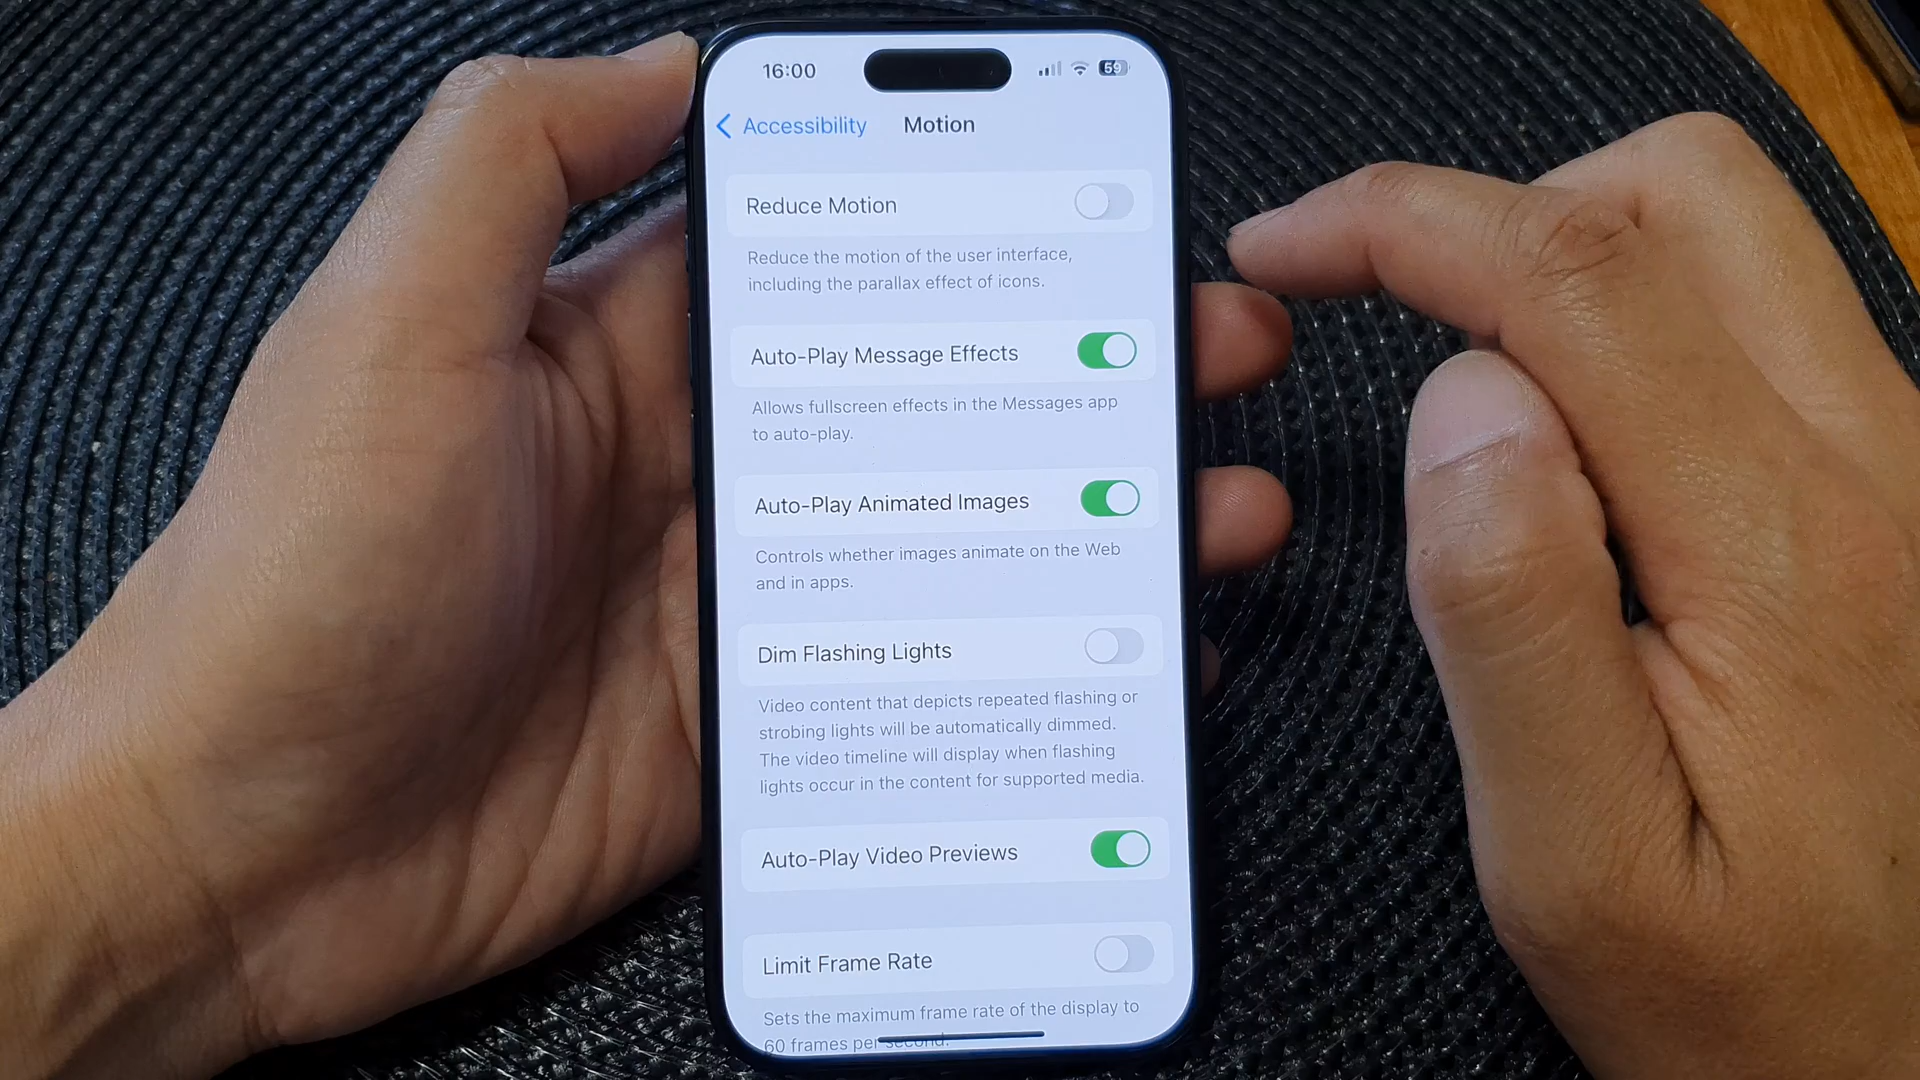 16:00
59
Accessibility
Motion
Reduce Motion
Reduce the motion of the user interface,
including the parallax effect of icons.
Auto-Play Message Effects
Allows fullscreen effects in the Messages app
to auto-play.
Auto-Play Animated Images
Controls whether images animate on the Web
and in apps.
Dim Flashing Lights
Video content that depicts repeated flashing or
strobing lights will be automatically dimmed.
The video timeline will display when flashing
lights occur in the content for supported media.
Auto-Play Video Previews
Limit Frame Rate
Sets the maximum frame rate of the display to
60 frames per second.